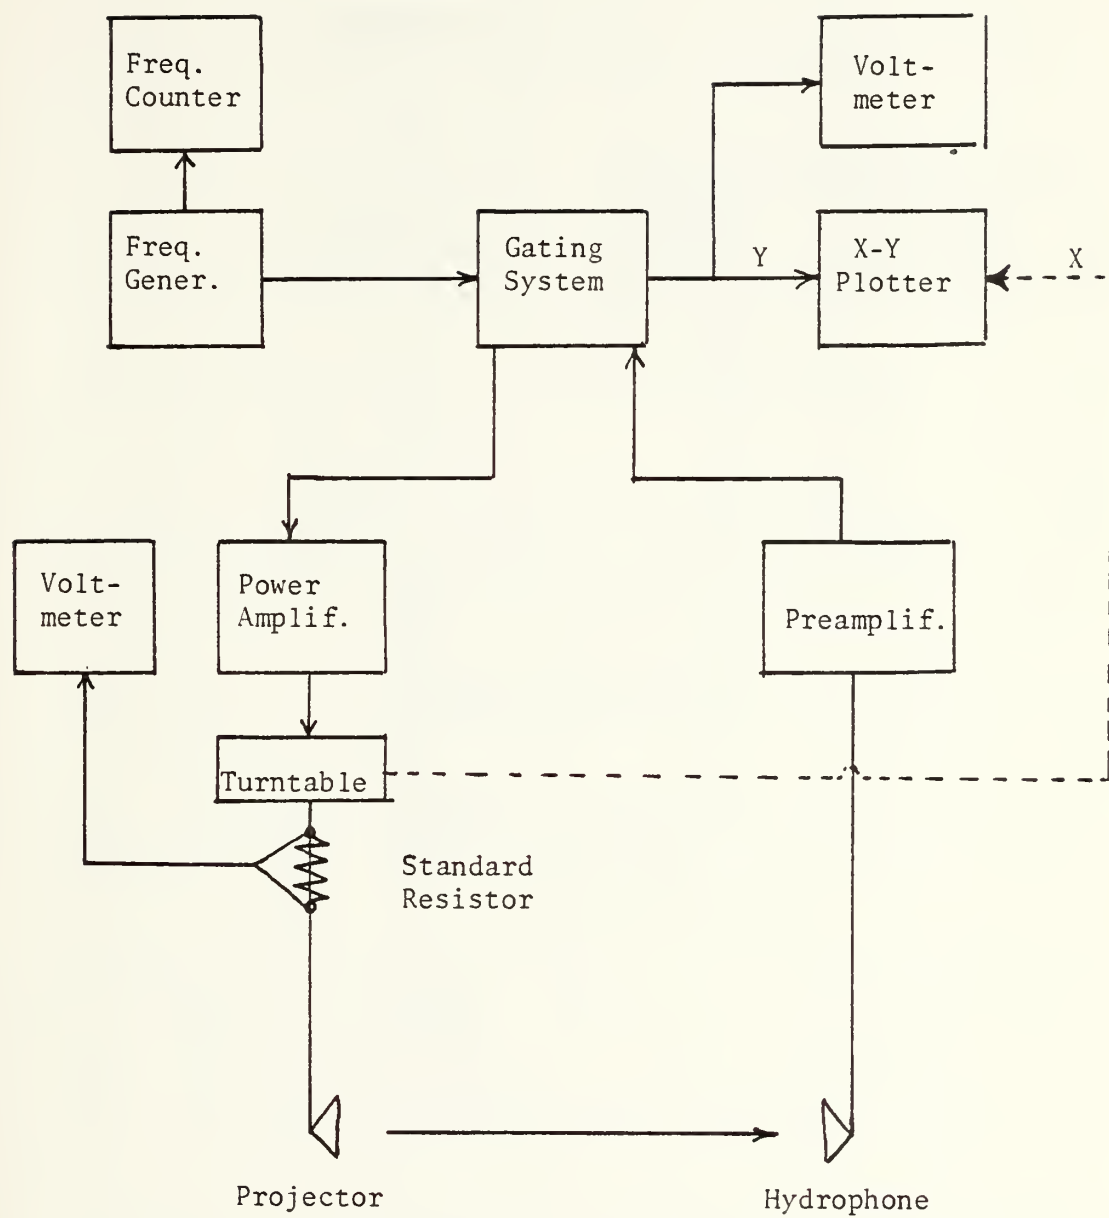 Freq.
Counter
Volt-
meter
Freq.
Gener.
Gating
System
Y
X-Y
Plotter
X
Volt-
meter
Power
Amplif.
Preamplif.
Turntable
Standard
Resistor
Projector
Hydrophone